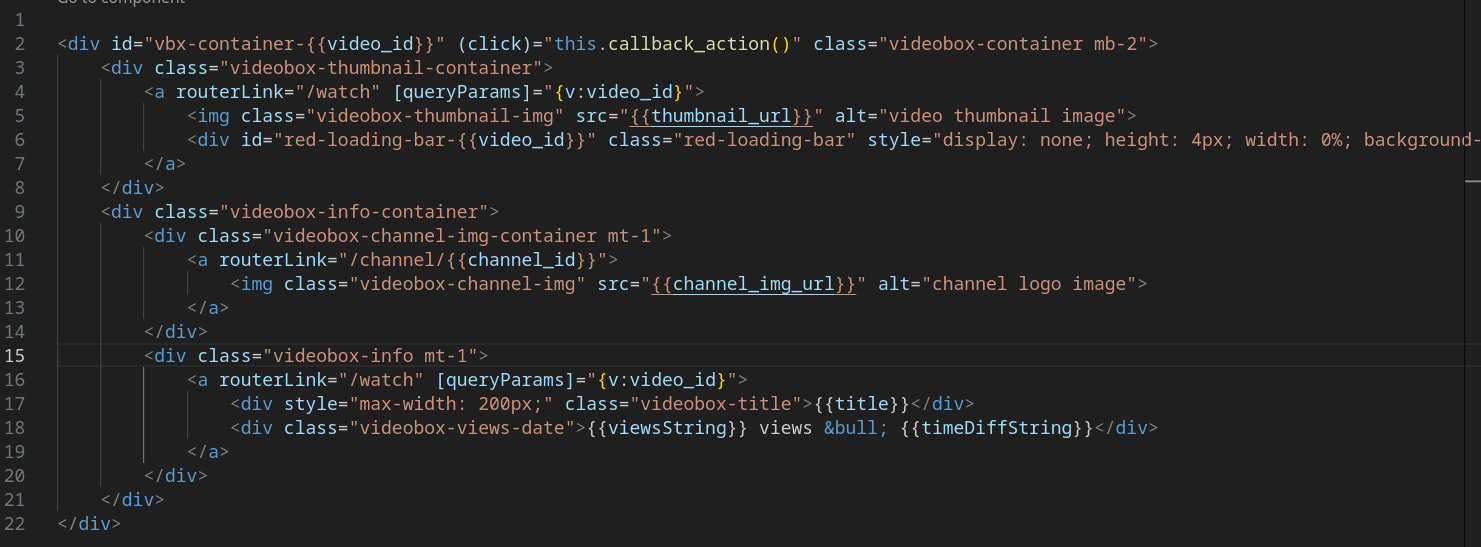 Go to component
1
2 <div id="vbx-container-{{video_id}}" (click)="this.callback_action()" class="videobox-container mb-2">
3 <div class="videobox-thumbnail-container">
4 <a routerLink="/watch" [queryParams]="{v:video_id}">
5 <img class="videobox-thumbnail-img" src="{{thumbnail_url}}" alt="video thumbnail image">
6 <div id="red-loading-bar-{{video_id}}" class="red-loading-bar" style="display: none; height: 4px; width: 0%; background-
7 </a>
8 </div>
9 <div class="videobox-info-container">
10 <div class="videobox-channel-img-container mt-1">
11 <a routerLink="/channel/{{channel_id}}">
12 <img class="videobox-channel-img" src="{{channel_img_url}}" alt="channel logo image">
13 </a>
14 </div>
15 <div class="videobox-info mt-1">
16 <a routerLink="/watch" [queryParams]="{v:video_id}">
17 <div style="max-width: 200px;" class="videobox-title">{{title}}</div>
18 <div class="videobox-views-date">{{viewsString}} views &bull; {{timeDiffString}}</div>
19 </a>
20 </div>
21 </div>
22 </div>